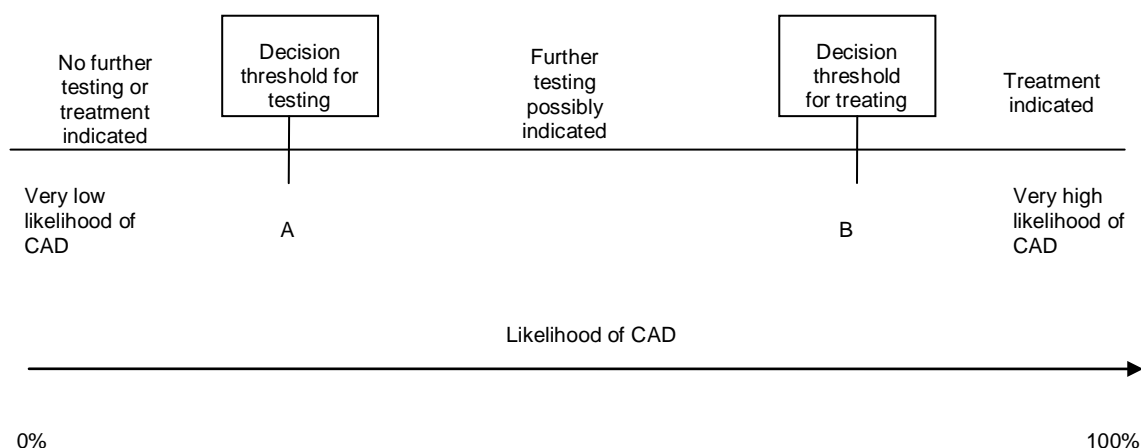 No further
testing or
treatment
indicated
Decision
threshold for
testing
Further
testing
possibly
indicated
Decision
threshold
for treating
Treatment
indicated
Very low
likelihood of
CAD
A
B
Very high
likelihood of
CAD
Likelihood of CAD
0%
100%